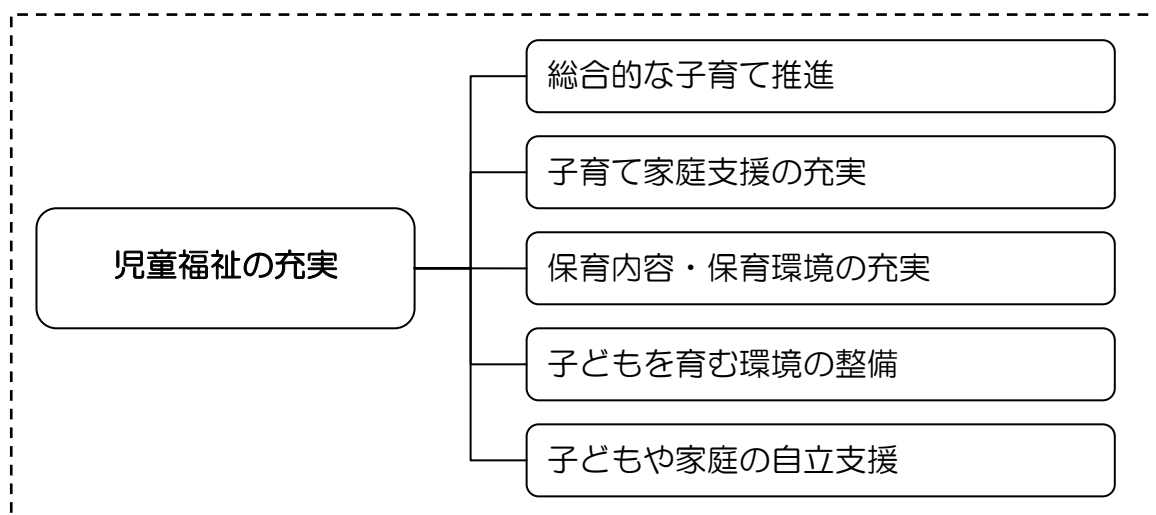 総合的な子育て推進
子育て家庭支援の充実
児童福祉の充実
保育内容・保育環境の充実
子どもを育む環境の整備
子どもや家庭の自立支援